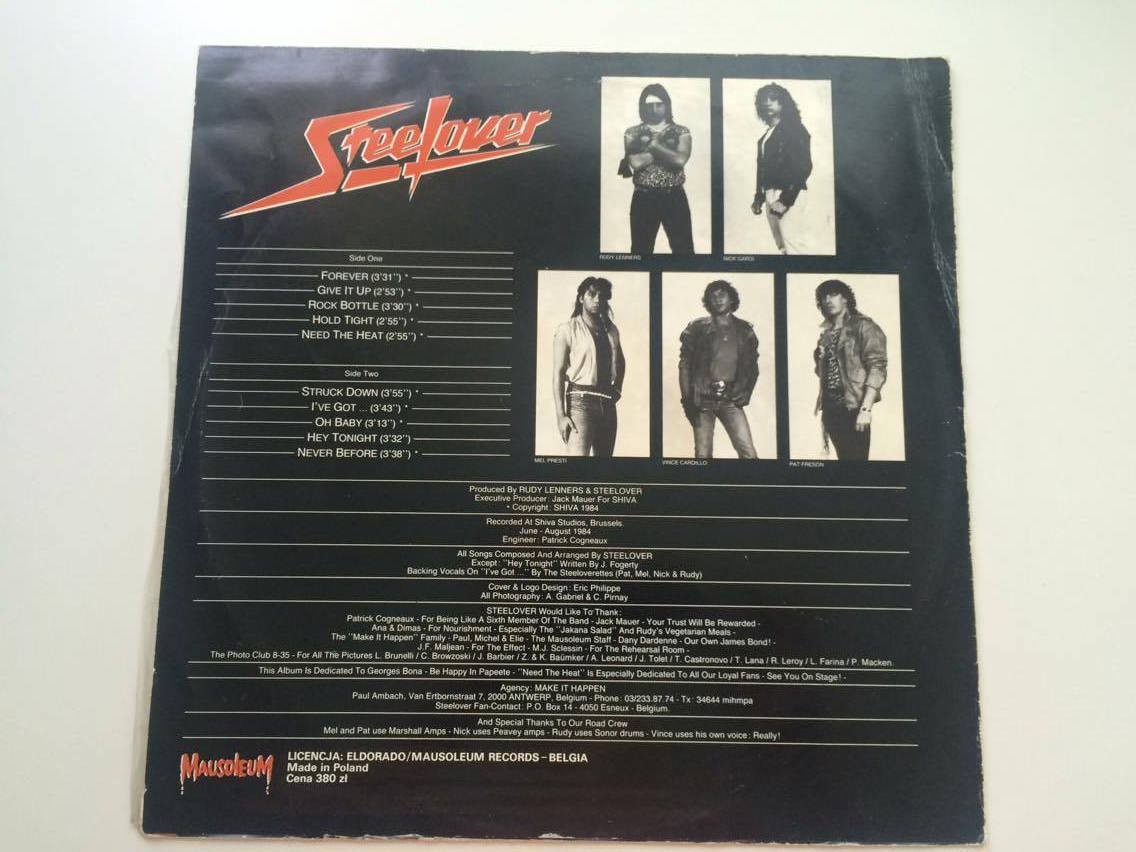 Steelover
RUDY LENNERS
NICK GARDI
Side One
FOREVER (3'31'') *
GIVE IT UP (2'53'') *
ROCK BOTTLE (3'30'') *
HOLD TIGHT (2'55'') *
NEED THE HEAT (2'55'') *
Side Two
STRUCK DOWN (3'55'') *
I'VE GOT ... (3'43'') *
OH BABY (3'13'') *
HEY TONIGHT (3'32'')
NEVER BEFORE (3'38'') *
MEL PRESTI
VINCE CARDILLO
PAT FRESON
Produced By RUDY LENNERS & STEELOVER
Executive Producer: Jack Mauer For SHIVA
* Copyright: SHIVA 1984
Recorded At Shiva Studios, Brussels.
June - August 1984
Engineer: Patrick Cogneaux
All Songs Composed And Arranged By STEELOVER
Except: ''Hey Tonight'' Written By J. Fogerty
Backing Vocals On ''I've Got ...'' By The Steeloverettes (Pat, Mel, Nick & Rudy)
Cover & Logo Design: Eric Philippe
All Photography: A. Gabriel & C. Pirnay
STEELOVER Would Like To Thank:
Patrick Cogneaux - For Being Like A Sixth Member Of The Band - Jack Mauer - Your Trust Will Be Rewarded -
Ana & Dimas - For Nourishment - Especially The ''Jakana Salad'' And Rudy's Vegetarian Meals -
The ''Make It Happen'' Family - Paul, Michel & Elie - The Mausoleum Staff - Dany Dardenne - Our Own James Bond! -
J.F. Maljean - For The Effect - M.J. Sclessin - For The Rehearsal Room -
The Photo Club 8-35 - For All The Pictures L. Brunelli / C. Browzoski / J. Barbier / Z. & K. Baümker / A. Leonard / J. Tolet / T. Castronovo / T. Lana / R. Leroy / L. Farina / P. Macken.
This Album Is Dedicated To Georges Bona - Be Happy In Papeete - ''Need The Heat'' Is Especially Dedicated To All Our Loyal Fans - See You On Stage! -
Agency: MAKE IT HAPPEN
Paul Ambach, Van Ertbornstraat 7, 2000 ANTWERP, Belgium - Phone: 03/233.87.74 - Tx: 34644 mihmpa
Steelover Fan-Contact: P.O. Box 14 - 4050 Esneux - Belgium.
And Special Thanks To Our Road Crew
Mel and Pat use Marshall Amps - Nick uses Peavey amps - Rudy uses Sonor drums - Vince uses his own voice: Really!
MAUSOLEUM
LICENCJA: ELDORADO/MAUSOLEUM RECORDS – BELGIA
Made in Poland
Cena 380 zl